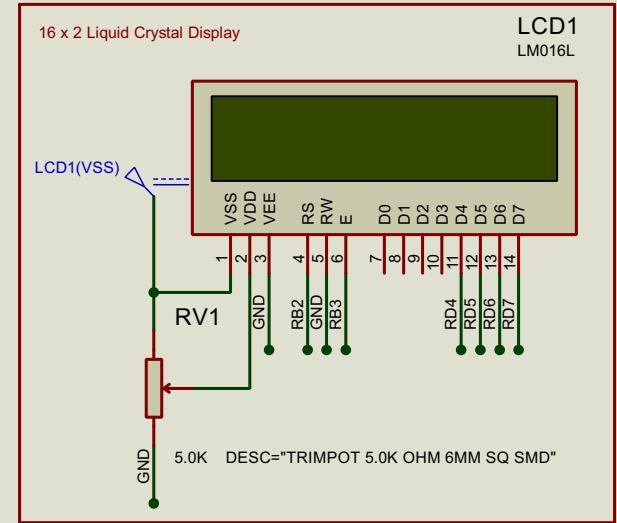 16 x 2 Liquid Crystal Display
LCD1
LM016L
LCD1(VSS)
VSS
VDD
VEE
RS
RW
E
D0
D1
D2
D3
D4
D5
D6
D7
1
2
3
4
5
6
7
8
9
10
11
12
13
14
RV1
GND
RB2
GND
RB3
RD4
RD5
RD6
RD7
GND
5.0K DESC="TRIMPOT 5.0K OHM 6MM SQ SMD"